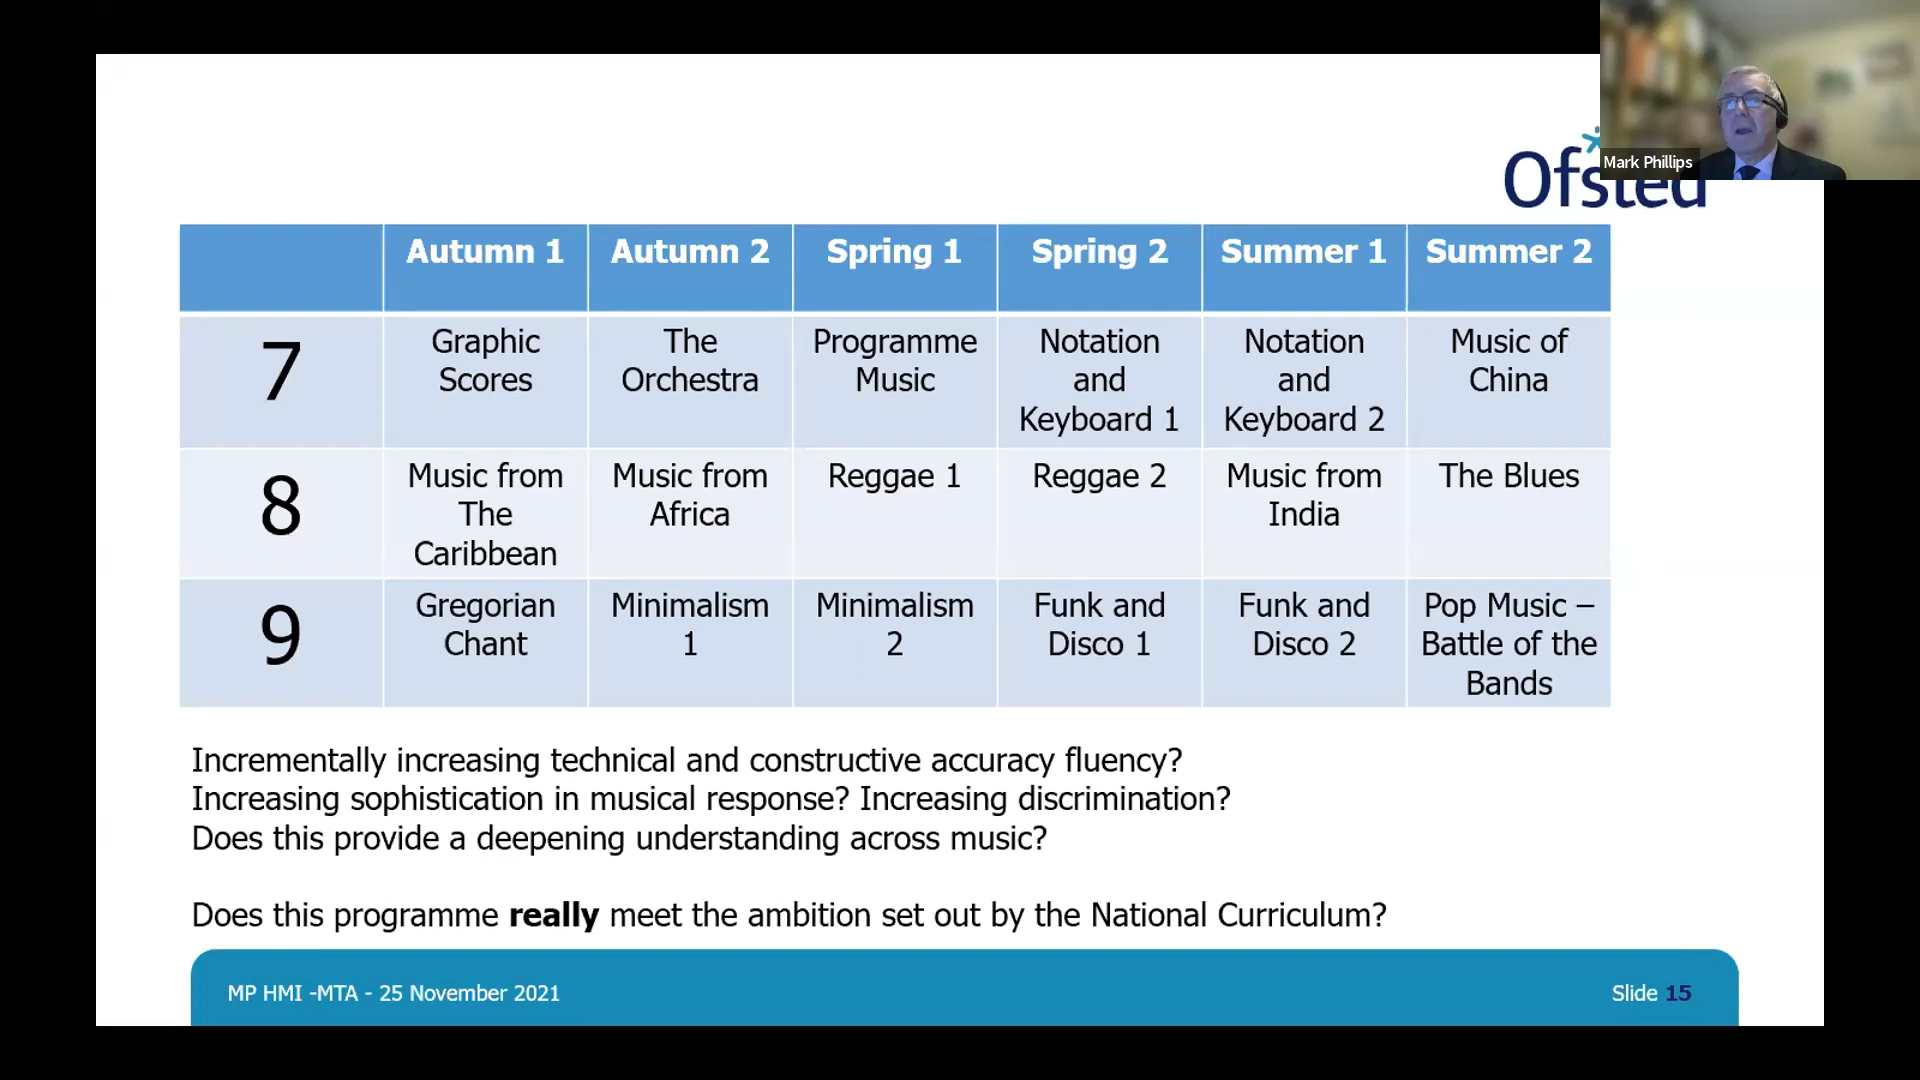 Mark Phillips
Ofsted
Autumn 1 Autumn 2 Spring 1 Spring 2 Summer 1 Summer 2
7
Graphic
Scores
The
Orchestra
Programme
Music
Notation
and
Keyboard 1
Notation
and
Keyboard 2
Music of
China
8
Music from
The
Caribbean
Music from
Africa
Reggae 1
Reggae 2
Music from
India
The Blues
9
Gregorian
Chant
Minimalism
1
Minimalism
2
Funk and
Disco 1
Funk and
Disco 2
Pop Music –
Battle of the
Bands
Incrementally increasing technical and constructive accuracy fluency?
Increasing sophistication in musical response? Increasing discrimination?
Does this provide a deepening understanding across music?
Does this programme really meet the ambition set out by the National Curriculum?
MP HMI -MTA - 25 November 2021
Slide 15